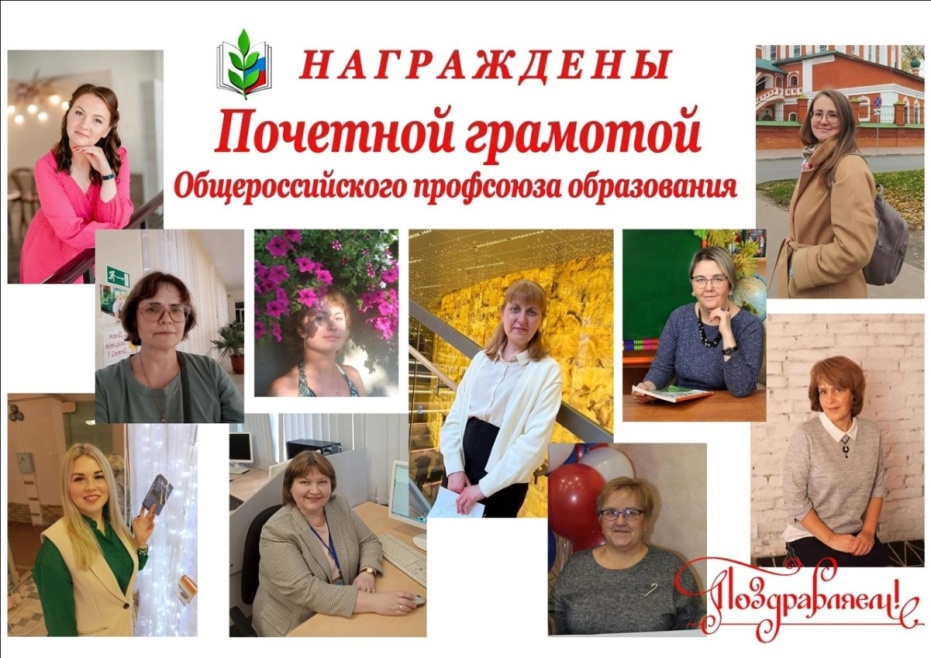 НАГРАЖДЕНЫ
Почетной грамотой
Общероссийского профсоюза образования
Поздравляем!